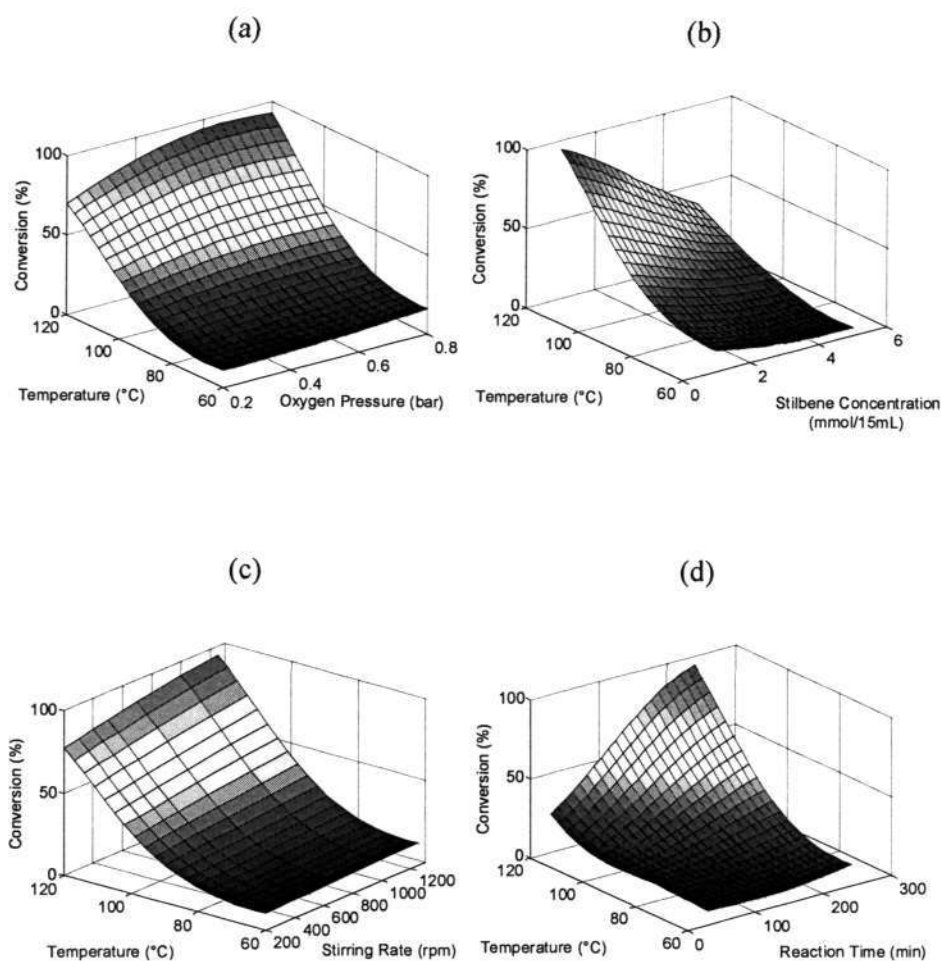 (a)
(b)
Conversion (%)
100
50
0
120
100
80
60
Temperature (°C)
0.2
0.4
0.6
0.8
Oxygen Pressure (bar)
Conversion (%)
100
50
0
120
100
80
60
Temperature (°C)
0
2
4
6
Stilbene Concentration
(mmol/15mL)
(c)
(d)
Conversion (%)
100
50
0
120
100
80
60
Temperature (°C)
200
400
600
800
1000
1200
Stirring Rate (rpm)
Conversion (%)
100
50
0
120
100
80
60
Temperature (°C)
0
100
200
300
Reaction Time (min)